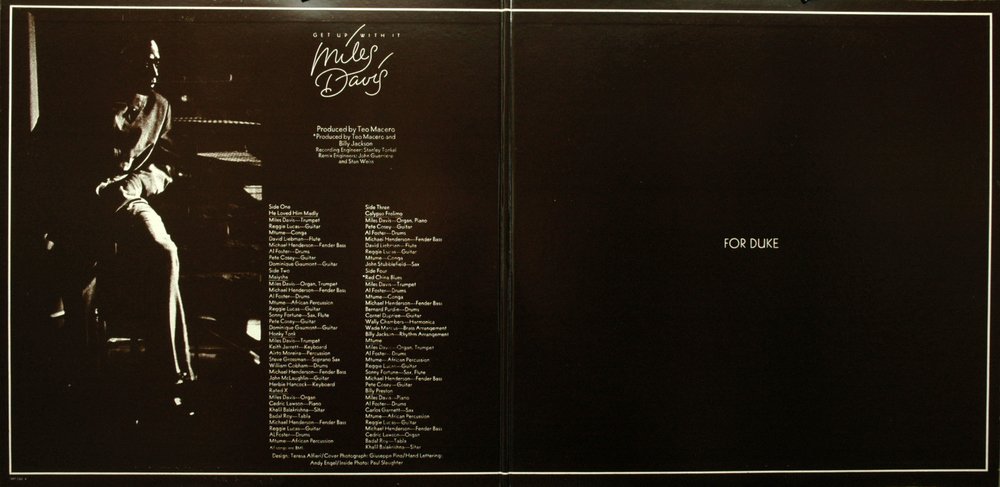 GET UP WITH IT
Miles
Davis
Produced by Teo Macero
*Produced by Teo Macero and
Billy Jackson
Recording Engineer: Stanley Tonkel
Remix Engineers: John Guerriere
and Stan Weiss
Side One
He Loved Him Madly
Miles Davis—Trumpet
Reggie Lucas—Guitar
Mtume—Conga
David Liebman—Flute
Michael Henderson—Fender Bass
Al Foster—Drums
Pete Cosey—Guitar
Dominique Gaumont—Guitar
Side Two
Maiysha
Miles Davis—Organ, Trumpet
Michael Henderson—Fender Bass
Al Foster—Drums
Mtume—African Percussion
Reggie Lucas—Guitar
Sonny Fortune—Sax, Flute
Pete Cosey—Guitar
Dominique Gaumont—Guitar
Honky Tonk
Miles Davis—Trumpet
Keith Jarrett—Keyboard
Airto Moreira—Percussion
Steve Grossman—Soprano Sax
William Cobham—Drums
Michael Henderson—Fender Bass
John McLaughlin—Guitar
Herbie Hancock—Keyboard
Rated X
Miles Davis—Organ
Cedric Lawson—Piano
Khalil Balakrishna—Sitar
Badal Roy—Tabla
Michael Henderson—Fender Bass
Reggie Lucas—Guitar
Al Foster—Drums
Mtume—African Percussion
All songs are BMI.
Side Three
Calypso Frelimo
Miles Davis—Organ, Piano
Pete Cosey—Guitar
Al Foster—Drums
Michael Henderson—Fender Bass
David Liebman—Flute
Reggie Lucas—Guitar
Mtume—Conga
John Stubblefield—Sax
Side Four
*Red China Blues
Miles Davis—Trumpet
Al Foster—Drums
Mtume—Conga
Michael Henderson—Fender Bass
Bernard Purdie—Drums
Cornel Dupree—Guitar
Wally Chambers—Harmonica
Wade Marcus—Brass Arrangement
Billy Jackson—Rhythm Arrangement
Mtume
Miles Davis—Organ, Trumpet
Al Foster—Drums
Mtume—African Percussion
Reggie Lucas—Guitar
Sonny Fortune—Sax, Flute
Michael Henderson—Fender Bass
Pete Cosey—Guitar
Billy Preston
Miles Davis—Piano
Al Foster—Drums
Carlos Garnett—Sax
Mtume—African Percussion
Reggie Lucas—Guitar
Michael Henderson—Fender Bass
Cedric Lawson—Organ
Badal Roy—Tabla
Khalil Balakrishna—Sitar
Design: Teresa Alfieri/Cover Photograph: Giuseppe Pino/Hand Lettering:
Andy Engel/Inside Photo: Paul Slaughter
FOR DUKE